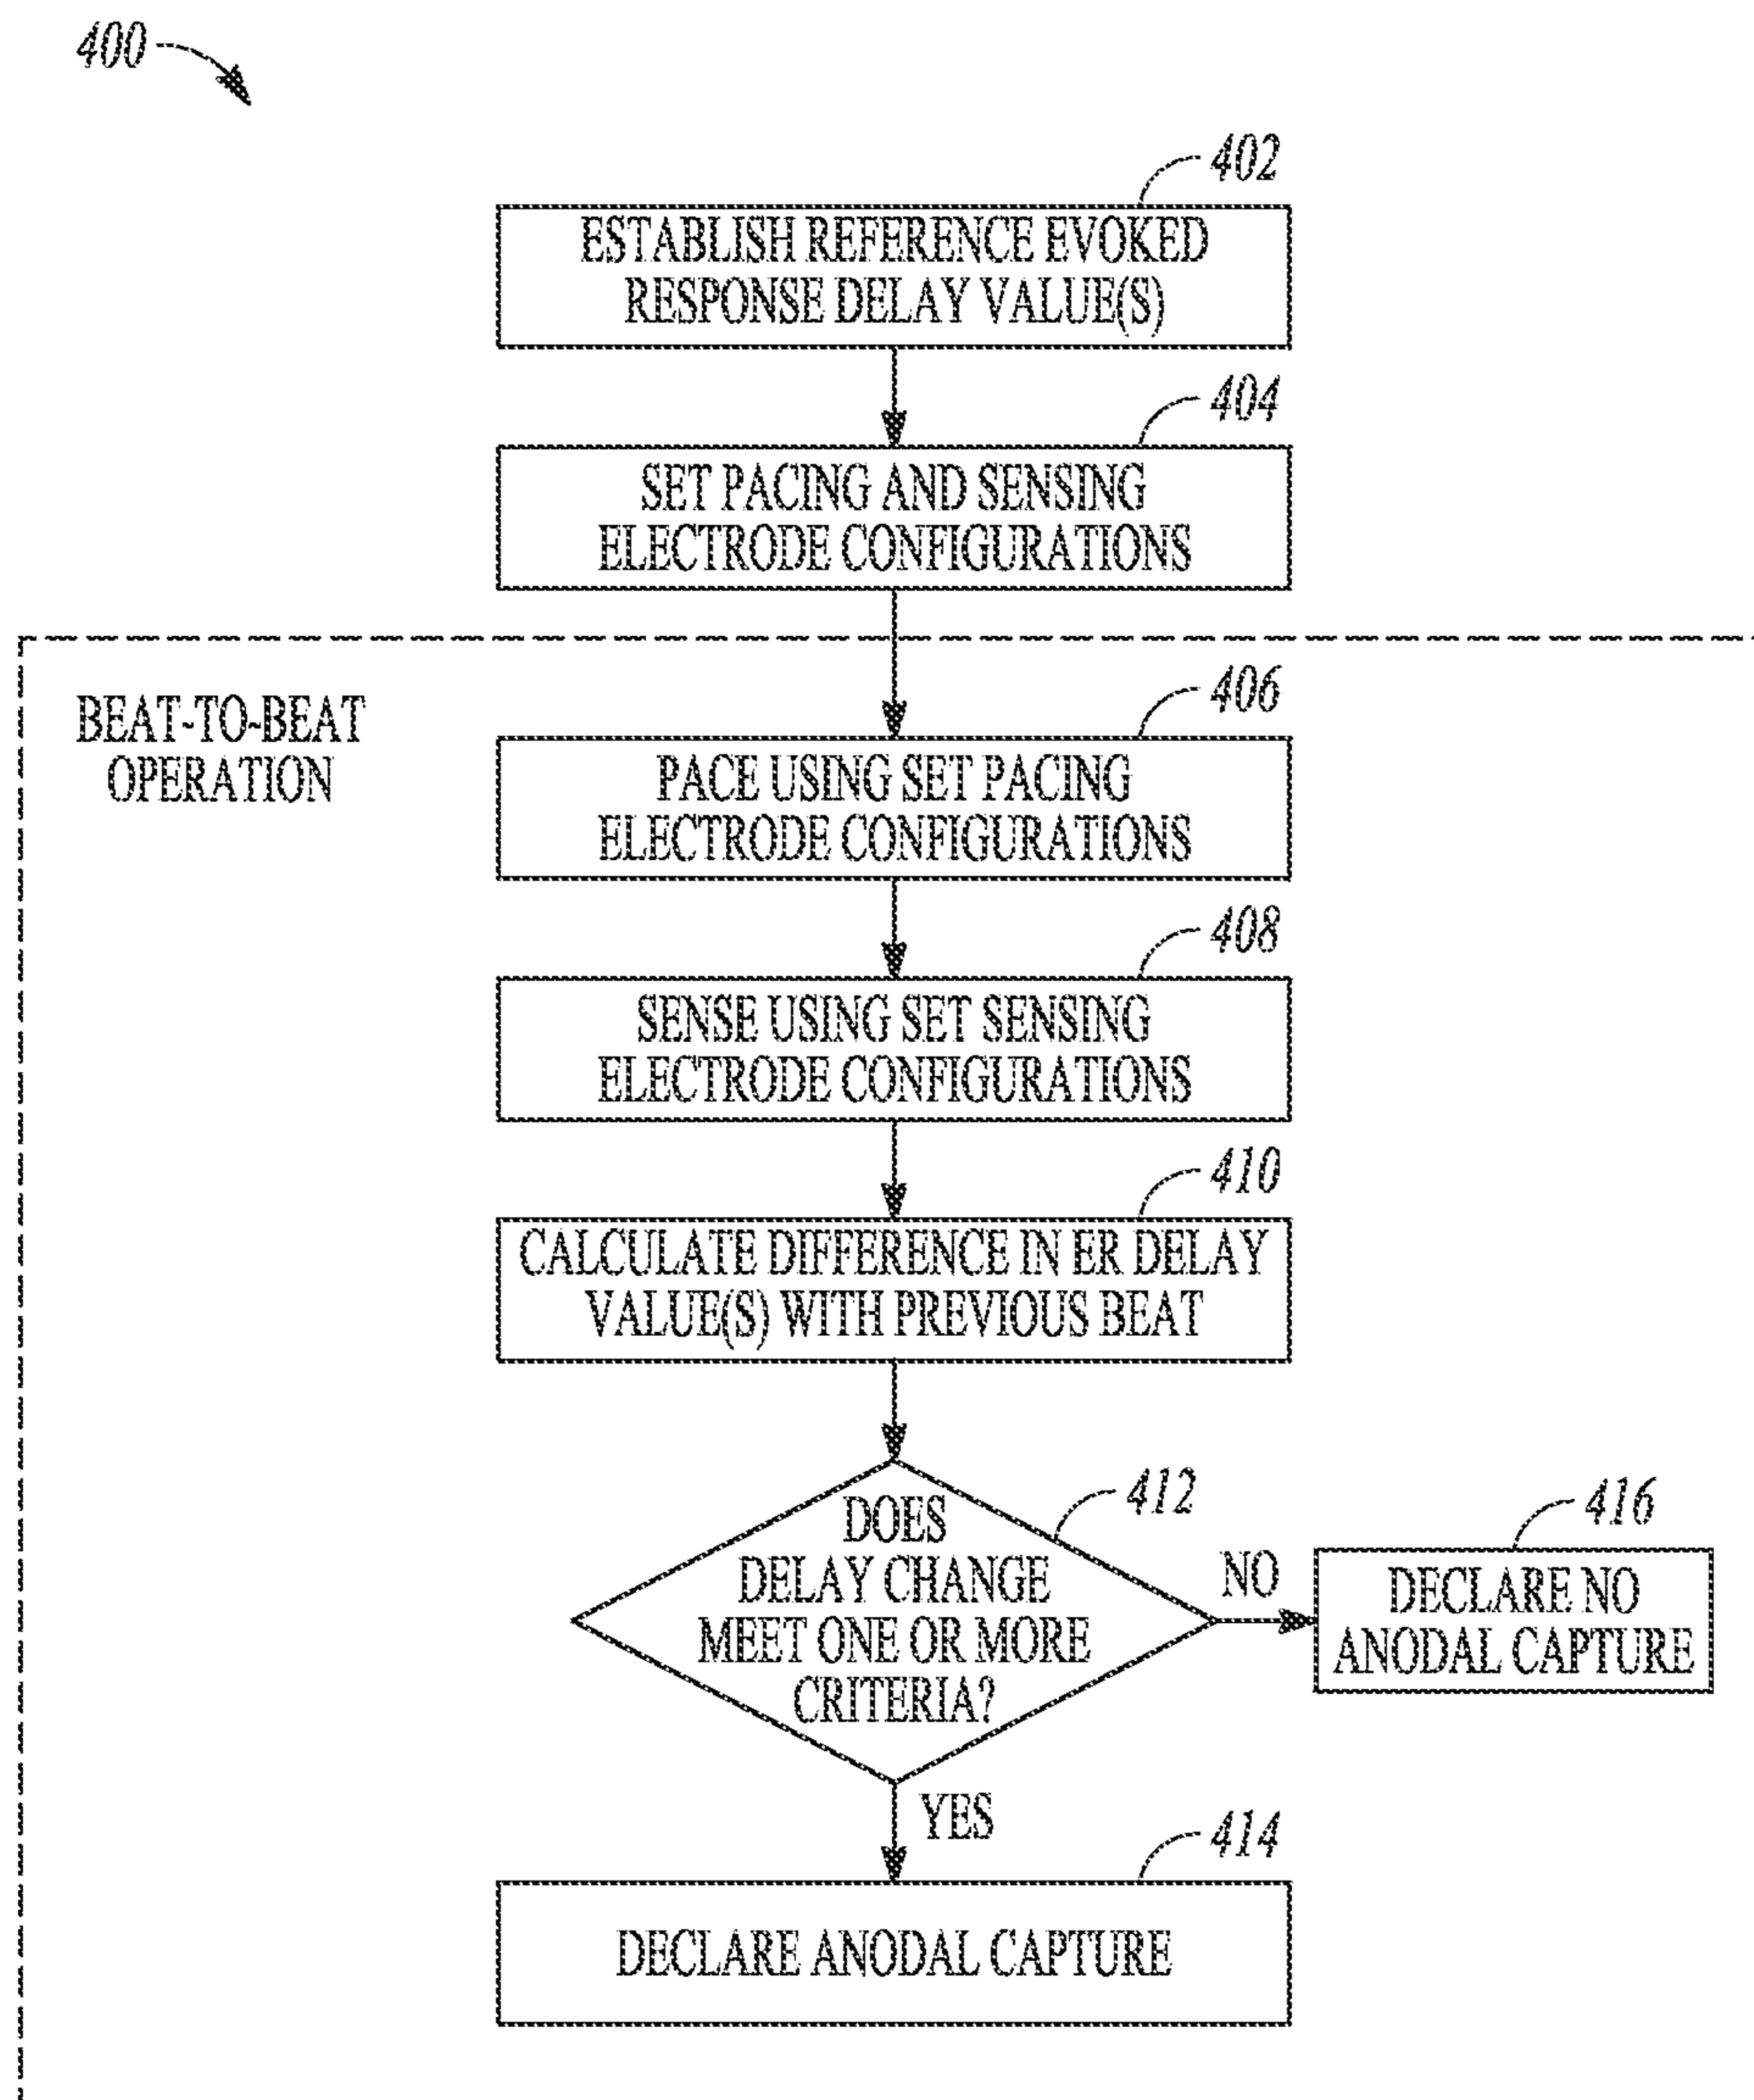 400
402
ESTABLISH REFERENCE EVOKED
RESPONSE DELAY VALUE(S)
404
SET PACING AND SENSING
ELECTRODE CONFIGURATIONS
BEAT-TO-BEAT
OPERATION
406
PACE USING SET PACING
ELECTRODE CONFIGURATIONS
408
SENSE USING SET SENSING
ELECTRODE CONFIGURATIONS
410
CALCULATE DIFFERENCE IN ER DELAY
VALUE(S) WITH PREVIOUS BEAT
412
DOES
DELAY CHANGE
MEET ONE OR MORE
CRITERIA?
NO
416
DECLARE NO
ANODAL CAPTURE
YES
414
DECLARE ANODAL CAPTURE